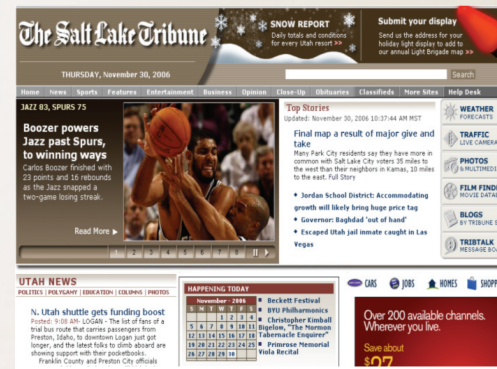 The Salt Lake Tribune
SNOW REPORT
Daily totals and conditions
for every Utah resort >>
Submit your display
Send us the address for your
holiday light display to add to
our annual Light Brigade map >>
THURSDAY, November 30, 2006
Search
Home News Sports Features Entertainment Business Opinion Close-Up Obituaries Classifieds More Sites Help Desk
JAZZ 83, SPURS 75
Boozer powers
Jazz past Spurs,
to winning ways
Carlos Boozer finished with
23 points and 16 rebounds
as the Jazz snapped a
two-game losing streak.
Read More
1 2 3 4 5 6 7 8
Top Stories
Updated: November 30, 2006 10:37:44 AM MST
Final map a result of major give and
take
Many Park City residents say they have more in
common with Salt Lake City voters 35 miles to
the west than their neighbors in Kamas, 10 miles
to the east. Full Story
Jordan School District: Accommodating
growth will likely bring huge price tag
Governor: Baghdad 'out of hand'
Escaped Utah jail inmate caught in Las
Vegas
WEATHER
FORECASTS
TRAFFIC
LIVE CAMERA
PHOTOS
& MULTIMEDI
FILM FIND
MOVIE DATA
BLOGS
BY TRIBUNE S
TRIBTALK
MESSAGE BO
UTAH NEWS
POLITICS | POLYGAMY | EDUCATION | COLUMNS | PHOTOS
N. Utah shuttle gets funding boost
Posted: 9:00 AM- LOGAN - The list of fans of a
trial bus route that carries passengers from
Preston, Idaho, to downtown Logan just got
longer, and the latest folks to climb aboard are
showing support with their pocketbooks.
Franklin County and Preston City officials
HAPPENING TODAY
November - 2006
S M T W T F S
1 2 3 4
5 6 7 8 9 10 11
12 13 14 15 16 17 18
19 20 21 22 23 24 25
26 27 28 29 30
Beckett Festival
BYU Philharmonics
Christopher Kimball
Bigelow, "The Mormon
Tabernacle Enquirer"
Primrose Memorial
Viola Recital
CARS JOBS HOMES SHOPP
Over 200 available channels.
Wherever you live.
Save about
$27